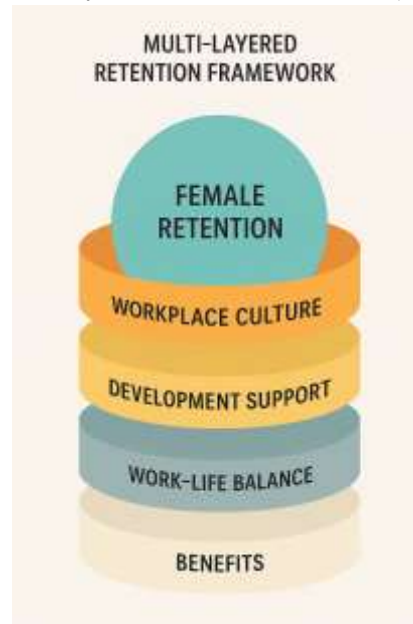 MULTI-LAYERED
RETENTION FRAMEWORK
FEMALE
RETENTION
WORKPLACE CULTURE
DEVELOPMENT SUPPORT
WORK-LIFE BALANCE
BENEFITS